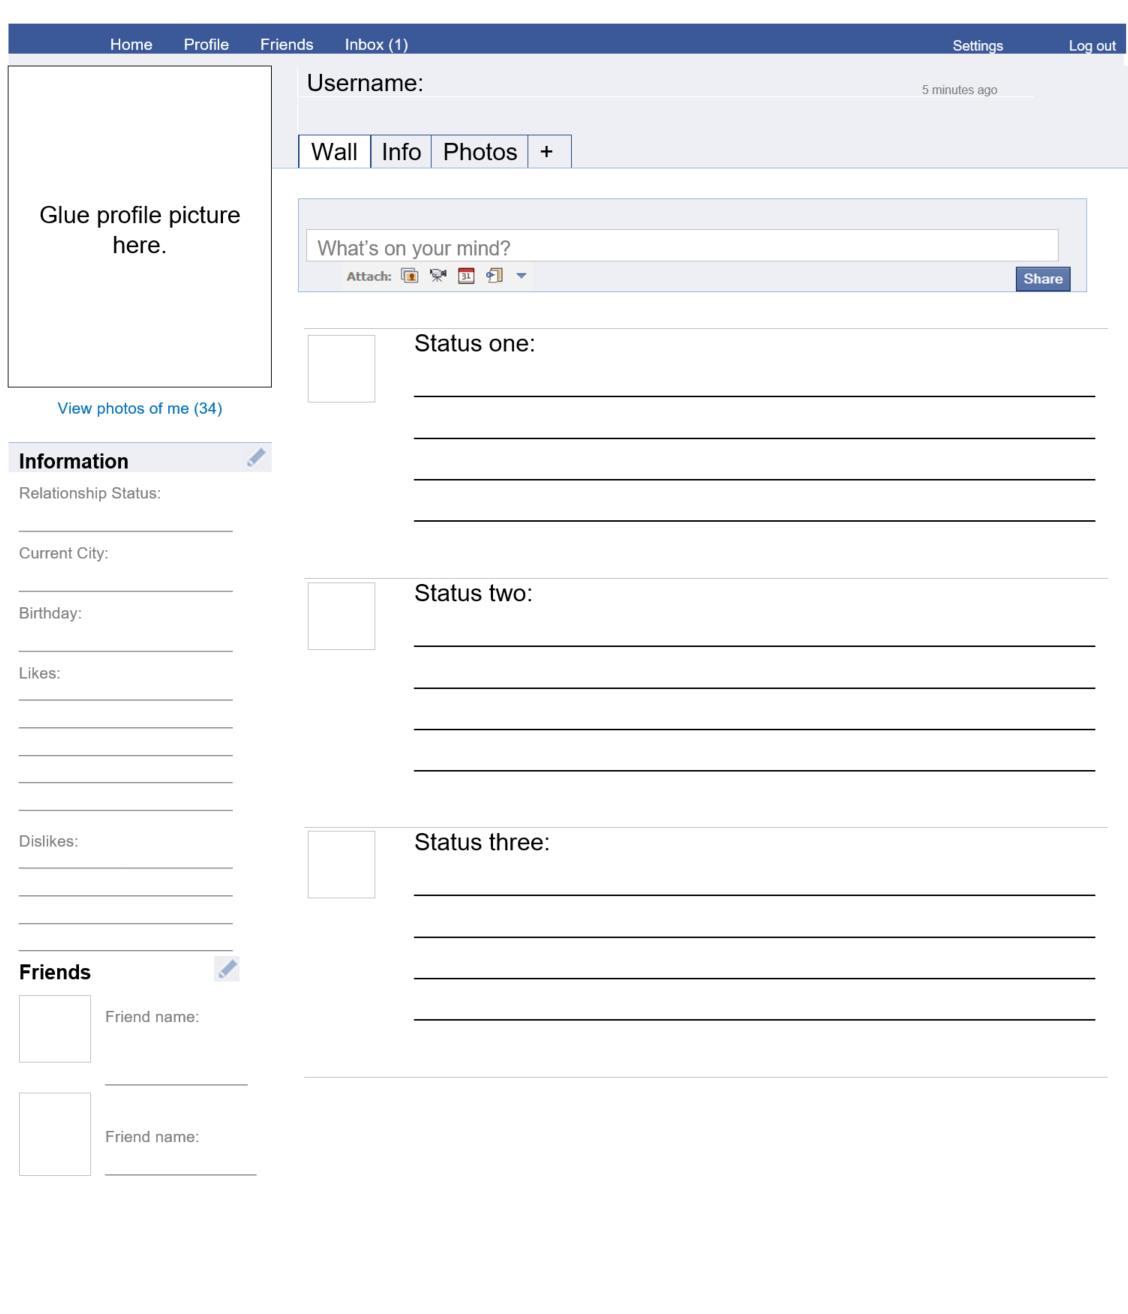 Home Profile Friends Inbox (1) Settings Log out
Username:
5 minutes ago
Wall Info Photos +
Glue profile picture
here.
What's on your mind?
Attach: 31
Share
View photos of me (34)
Information
Relationship Status:
Current City:
Birthday:
Likes:
Dislikes:
Friends
Friend name:
Friend name:
Status one:
Status two:
Status three: